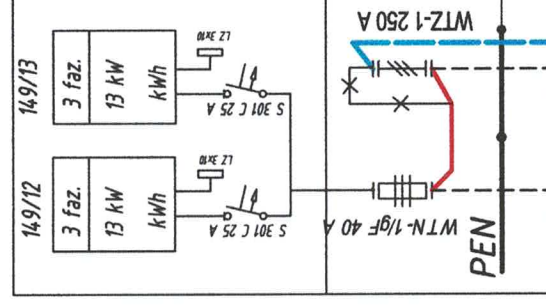 149/13
3 faz.
13 kW
kWh
LZ 3x10
S 301 C 25 A
149/12
3 faz.
13 kW
kWh
LZ 3x10
S 301 C 25 A
WTZ-1 250 A
WTN-1/gF 40 A
PEN